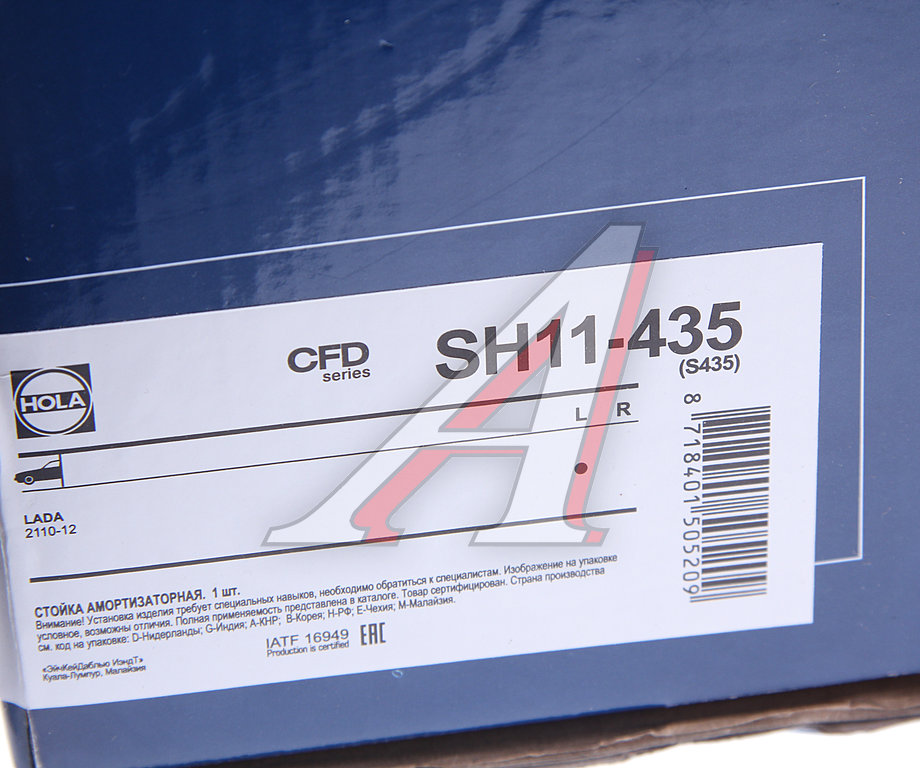 HOLA
CFD
series
SH11-435
(S435)
L R
LADA
2110-12
8 718401 505209
СТОЙКА АМОРТИЗАТОРНАЯ. 1 шт.
Внимание! Установка изделия требует специальных навыков, необходимо обратиться к специалистам. Изображение на упаковке
условное, возможны отличия. Полная применяемость представлена в каталоге. Товар сертифицирован. Страна производства
см. код на упаковке: D-Нидерланды; G-Индия; А-КНР; В-Корея; Н-РФ; Е-Чехия; М-Малайзия.
IATF 16949 EAC
Production is certified
«ЭйчКейДаблью ИэндТ»
Куала-Лумпур, Малайзия